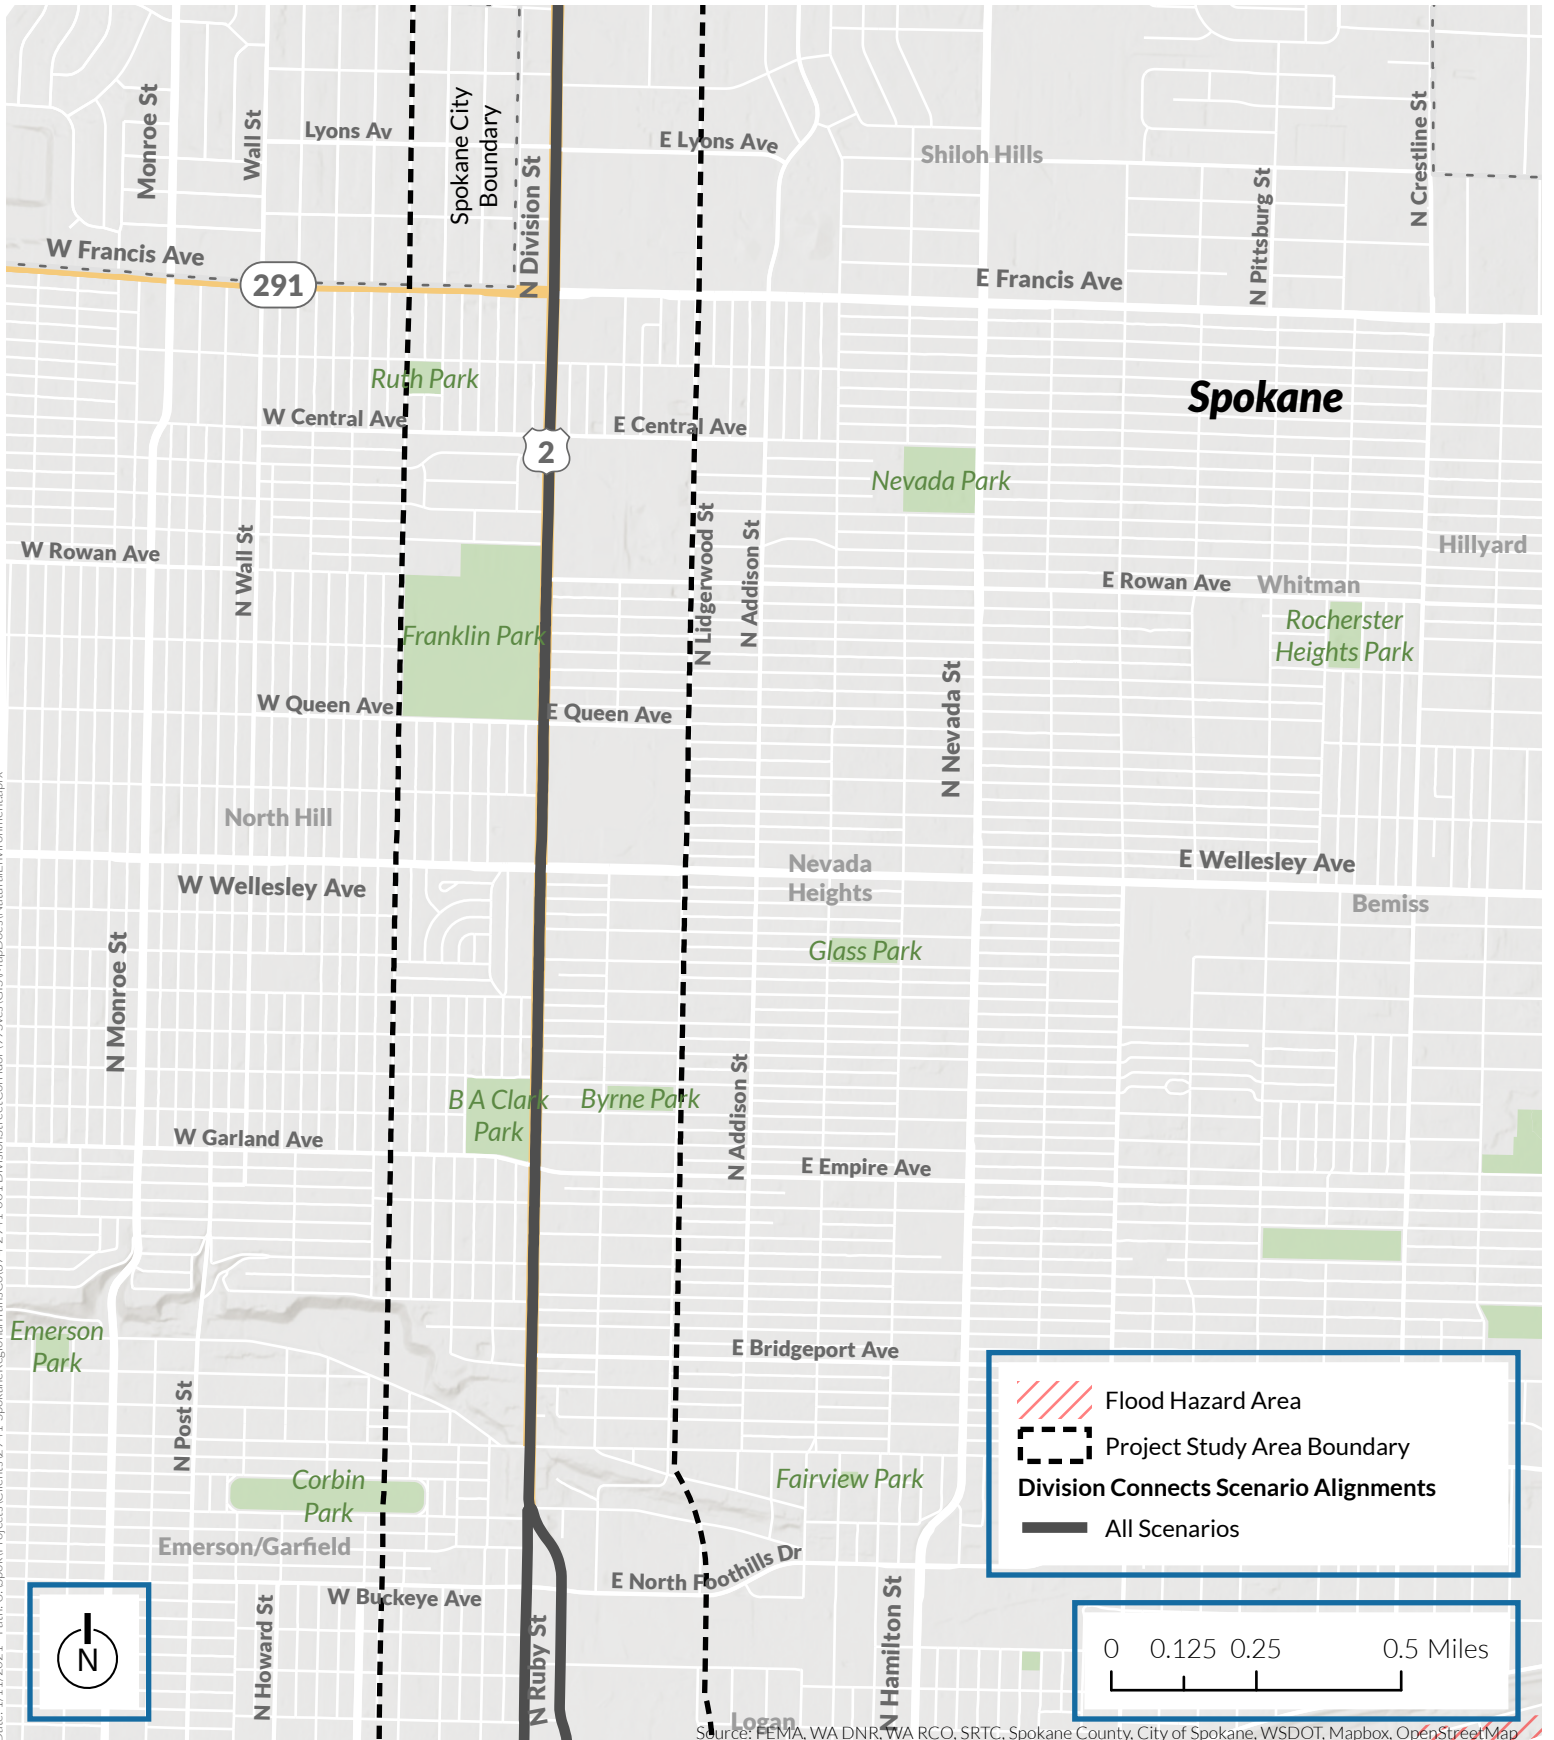 Monroe St
Wall St
Lyons Av
Spokane City
Boundary
N Division St
E Lyons Ave
Shiloh Hills
N Pittsburg St
N Crestline St
W Francis Ave
291
E Francis Ave
Ruth Park
Spokane
W Central Ave
E Central Ave
2
Nevada Park
W Rowan Ave
N Wall St
N Lidgerwood St
N Addison St
Hillyard
E Rowan Ave
Whitman
Franklin Park
Rocherster
Heights Park
W Queen Ave
E Queen Ave
N Nevada St
North Hill
W Wellesley Ave
Nevada
Heights
E Wellesley Ave
Bemiss
Glass Park
N Monroe St
B A Clark
Park
Byrne Park
N Addison St
W Garland Ave
E Empire Ave
Emerson
Park
E Bridgeport Ave
N Post St
Corbin
Park
Fairview Park
Emerson/Garfield
E North Foothills Dr
W Buckeye Ave
N Howard St
N Ruby St
N Hamilton St
Logan
Flood Hazard Area
Project Study Area Boundary
Division Connects Scenario Alignments
All Scenarios
N
0 0.125 0.25 0.5 Miles
Source: FEMA, WA DNR, WA RCO, SRTC, Spokane County, City of Spokane, WSDOT, Mapbox, OpenStreetMap